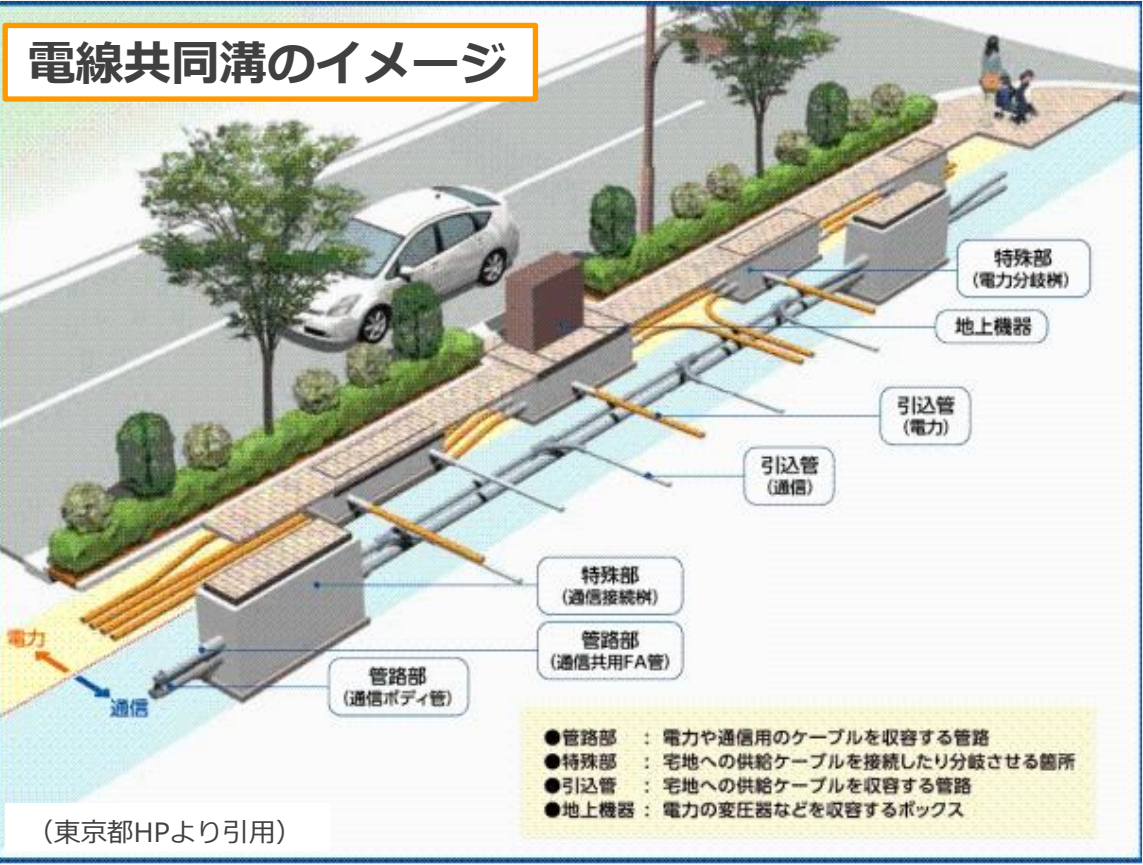 電線共同溝のイメージ
特殊部
(電力分岐桝)
地上機器
引込管
(電力)
引込管
(通信)
特殊部
(通信接続桝)
管路部
(通信共用FA管)
管路部
(通信ボディ管)
電力
通信
●管路部 : 電力や通信用のケーブルを収容する管路
●特殊部 : 宅地への供給ケーブルを接続したり分岐させる箇所
●引込管 : 宅地への供給ケーブルを収容する管路
●地上機器 : 電力の変圧器などを収容するボックス
（東京都HPより引用）